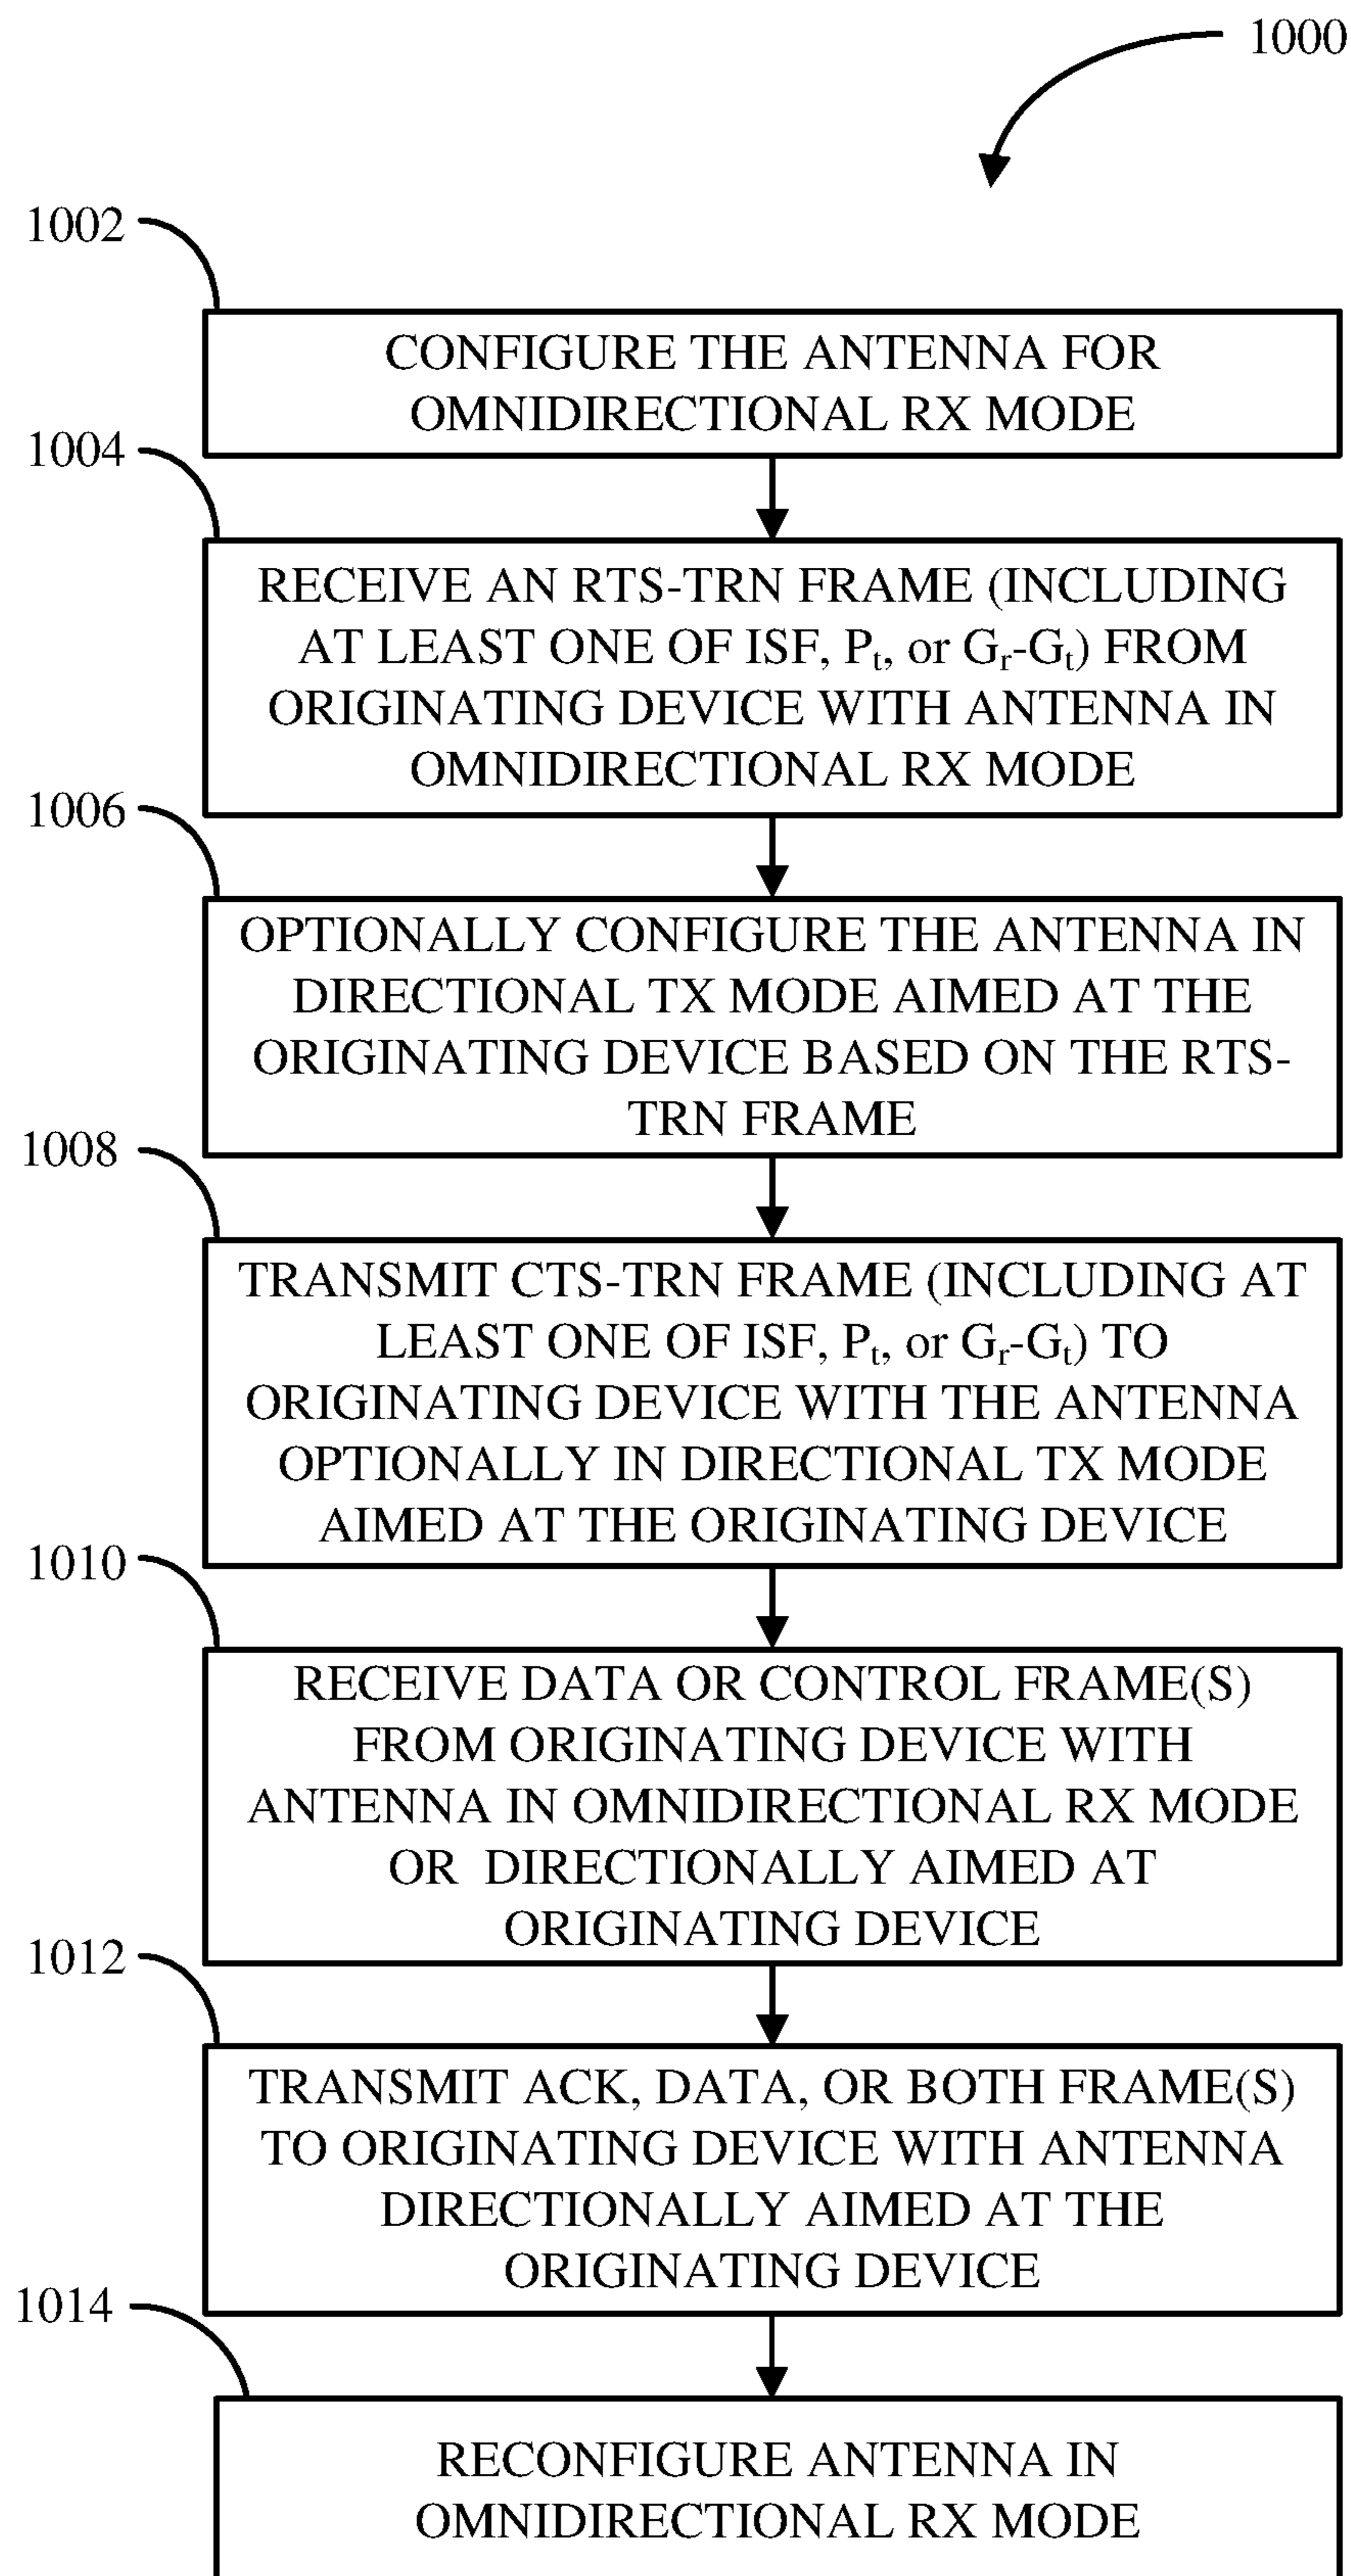 1000
1002
CONFIGURE THE ANTENNA FOR
OMNIDIRECTIONAL RX MODE
1004
RECEIVE AN RTS-TRN FRAME (INCLUDING
AT LEAST ONE OF ISF, Pt, or Gr-Gt) FROM
ORIGINATING DEVICE WITH ANTENNA IN
OMNIDIRECTIONAL RX MODE
1006
OPTIONALLY CONFIGURE THE ANTENNA IN
DIRECTIONAL TX MODE AIMED AT THE
ORIGINATING DEVICE BASED ON THE RTS-
TRN FRAME
1008
TRANSMIT CTS-TRN FRAME (INCLUDING AT
LEAST ONE OF ISF, Pt, or Gr-Gt) TO
ORIGINATING DEVICE WITH THE ANTENNA
OPTIONALLY IN DIRECTIONAL TX MODE
AIMED AT THE ORIGINATING DEVICE
1010
RECEIVE DATA OR CONTROL FRAME(S)
FROM ORIGINATING DEVICE WITH
ANTENNA IN OMNIDIRECTIONAL RX MODE
OR DIRECTIONALLY AIMED AT
ORIGINATING DEVICE
1012
TRANSMIT ACK, DATA, OR BOTH FRAME(S)
TO ORIGINATING DEVICE WITH ANTENNA
DIRECTIONALLY AIMED AT THE
ORIGINATING DEVICE
1014
RECONFIGURE ANTENNA IN
OMNIDIRECTIONAL RX MODE